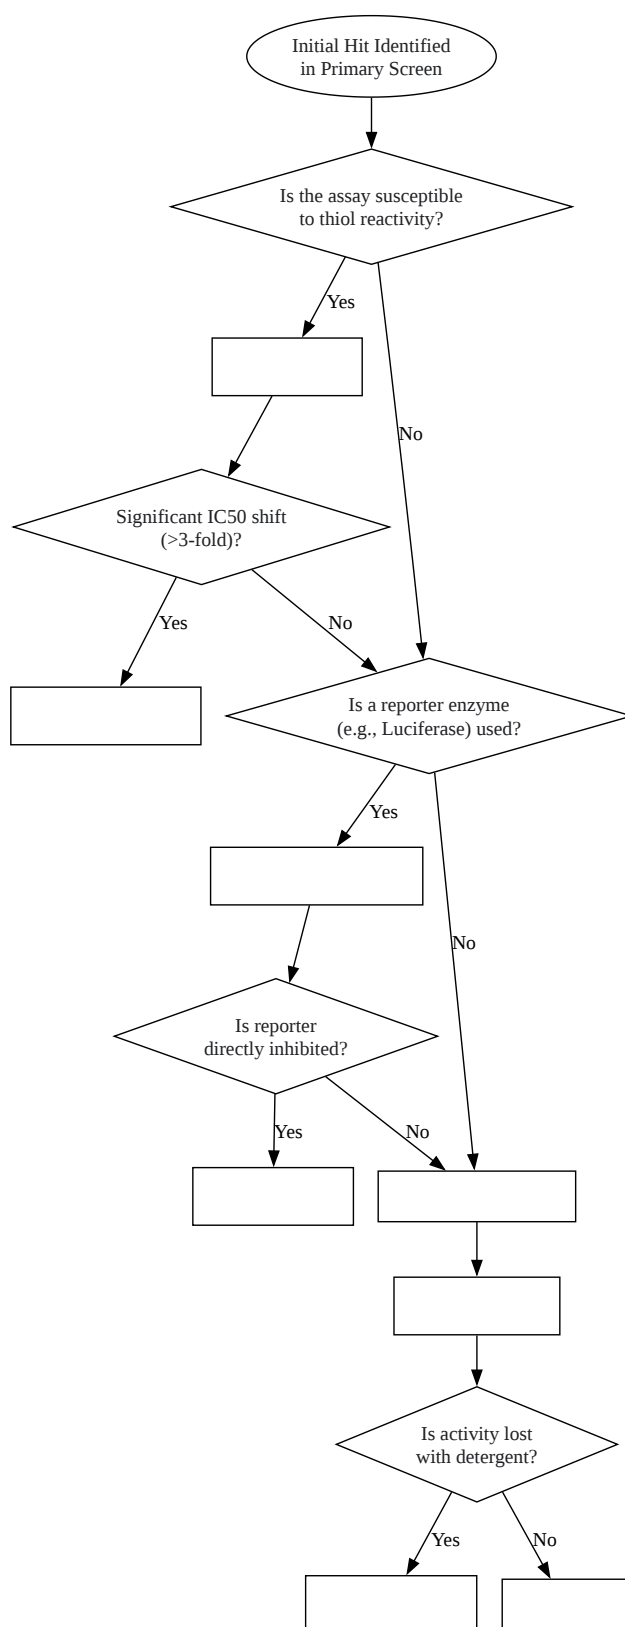 Initial Hit Identified
in Primary Screen
Is the assay susceptible
to thiol reactivity?
Yes
No
Significant IC50 shift
(>3-fold)?
Yes
No
Is a reporter enzyme
(e.g., Luciferase) used?
Yes
No
Is reporter
directly inhibited?
Yes
No
Is activity lost
with detergent?
Yes
No